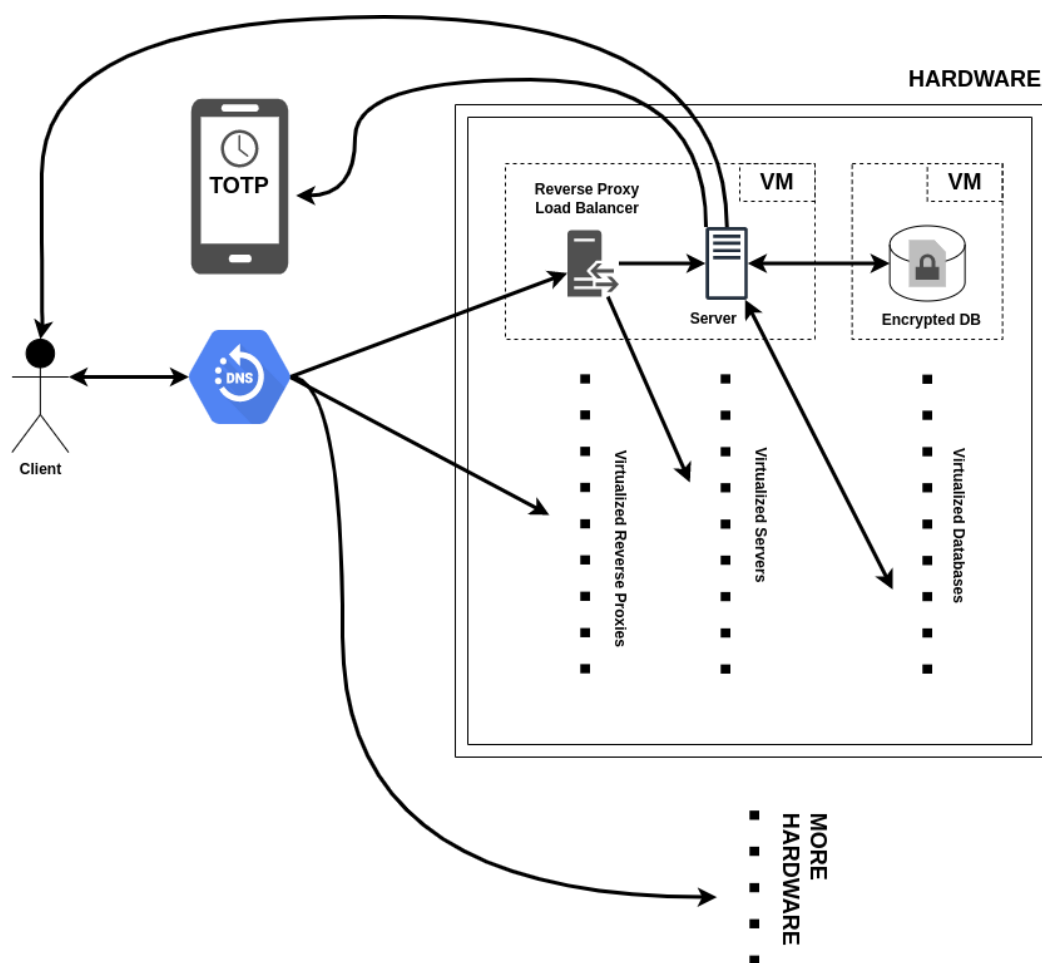 HARDWARE
TOTP
Reverse Proxy
Load Balancer
VM
VM
DNS
Server
Encrypted DB
Client
Virtualized Reverse Proxies
Virtualized Servers
Virtualized Databases
MORE
HARDWARE